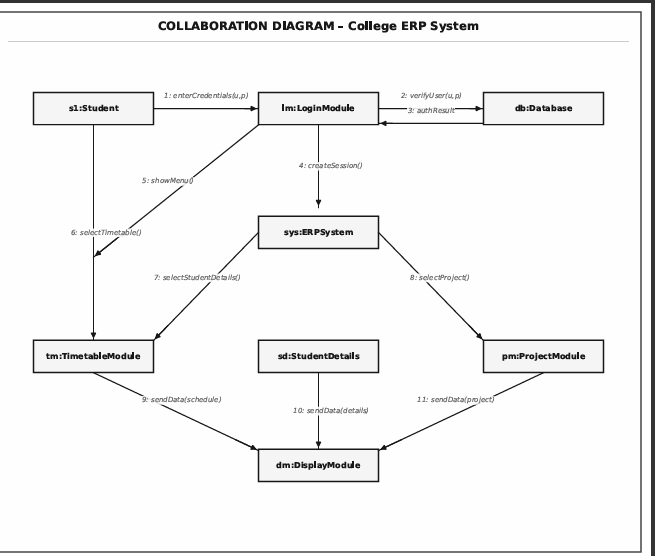 COLLABORATION DIAGRAM – College ERP System
s1:Student
1: enterCredentials(u,p)
lm:LoginModule
2: verifyUser(u,p)
3: authResult
db:Database
4: createSession()
5: showMenu()
6: selectTimetable()
sys:ERPSystem
7: selectStudentDetails()
8: selectProject()
tm:TimetableModule
sd:StudentDetails
pm:ProjectModule
9: sendData(schedule)
10: sendData(details)
11: sendData(project)
dm:DisplayModule